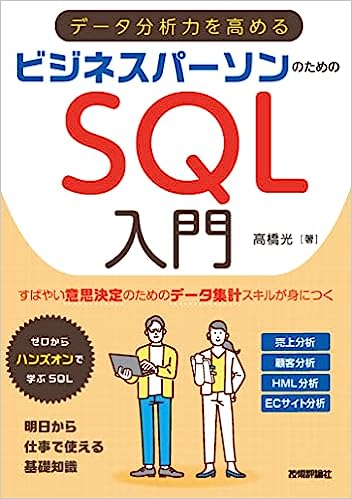 データ分析力を高める
ビジネスパーソンのための
SQL
入門
高橋光 [著]
すばやい意思決定のためのデータ集計スキルが身につく
ゼロから
ハンズオンで
学ぶSQL
売上分析
顧客分析
HML分析
ECサイト分析
明日から
仕事で使える
基礎知識
技術評論社